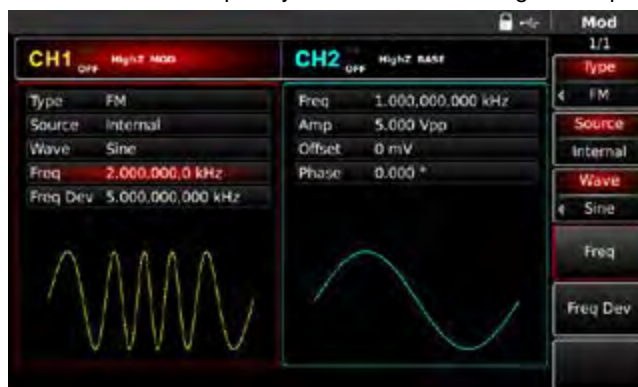 Mod
1/1
CH1 OFF HighZ MOD
CH2 OFF HighZ BASE
Type
FM
Source
Internal
Wave
Sine
Freq
Freq Dev
Type FM
Source Internal
Wave Sine
Freq 2.000,000,0 kHz
Freq Dev 5.000,000,000 kHz
Freq 1.000,000,000 kHz
Amp 5.000 Vpp
Offset 0 mV
Phase 0.000 °